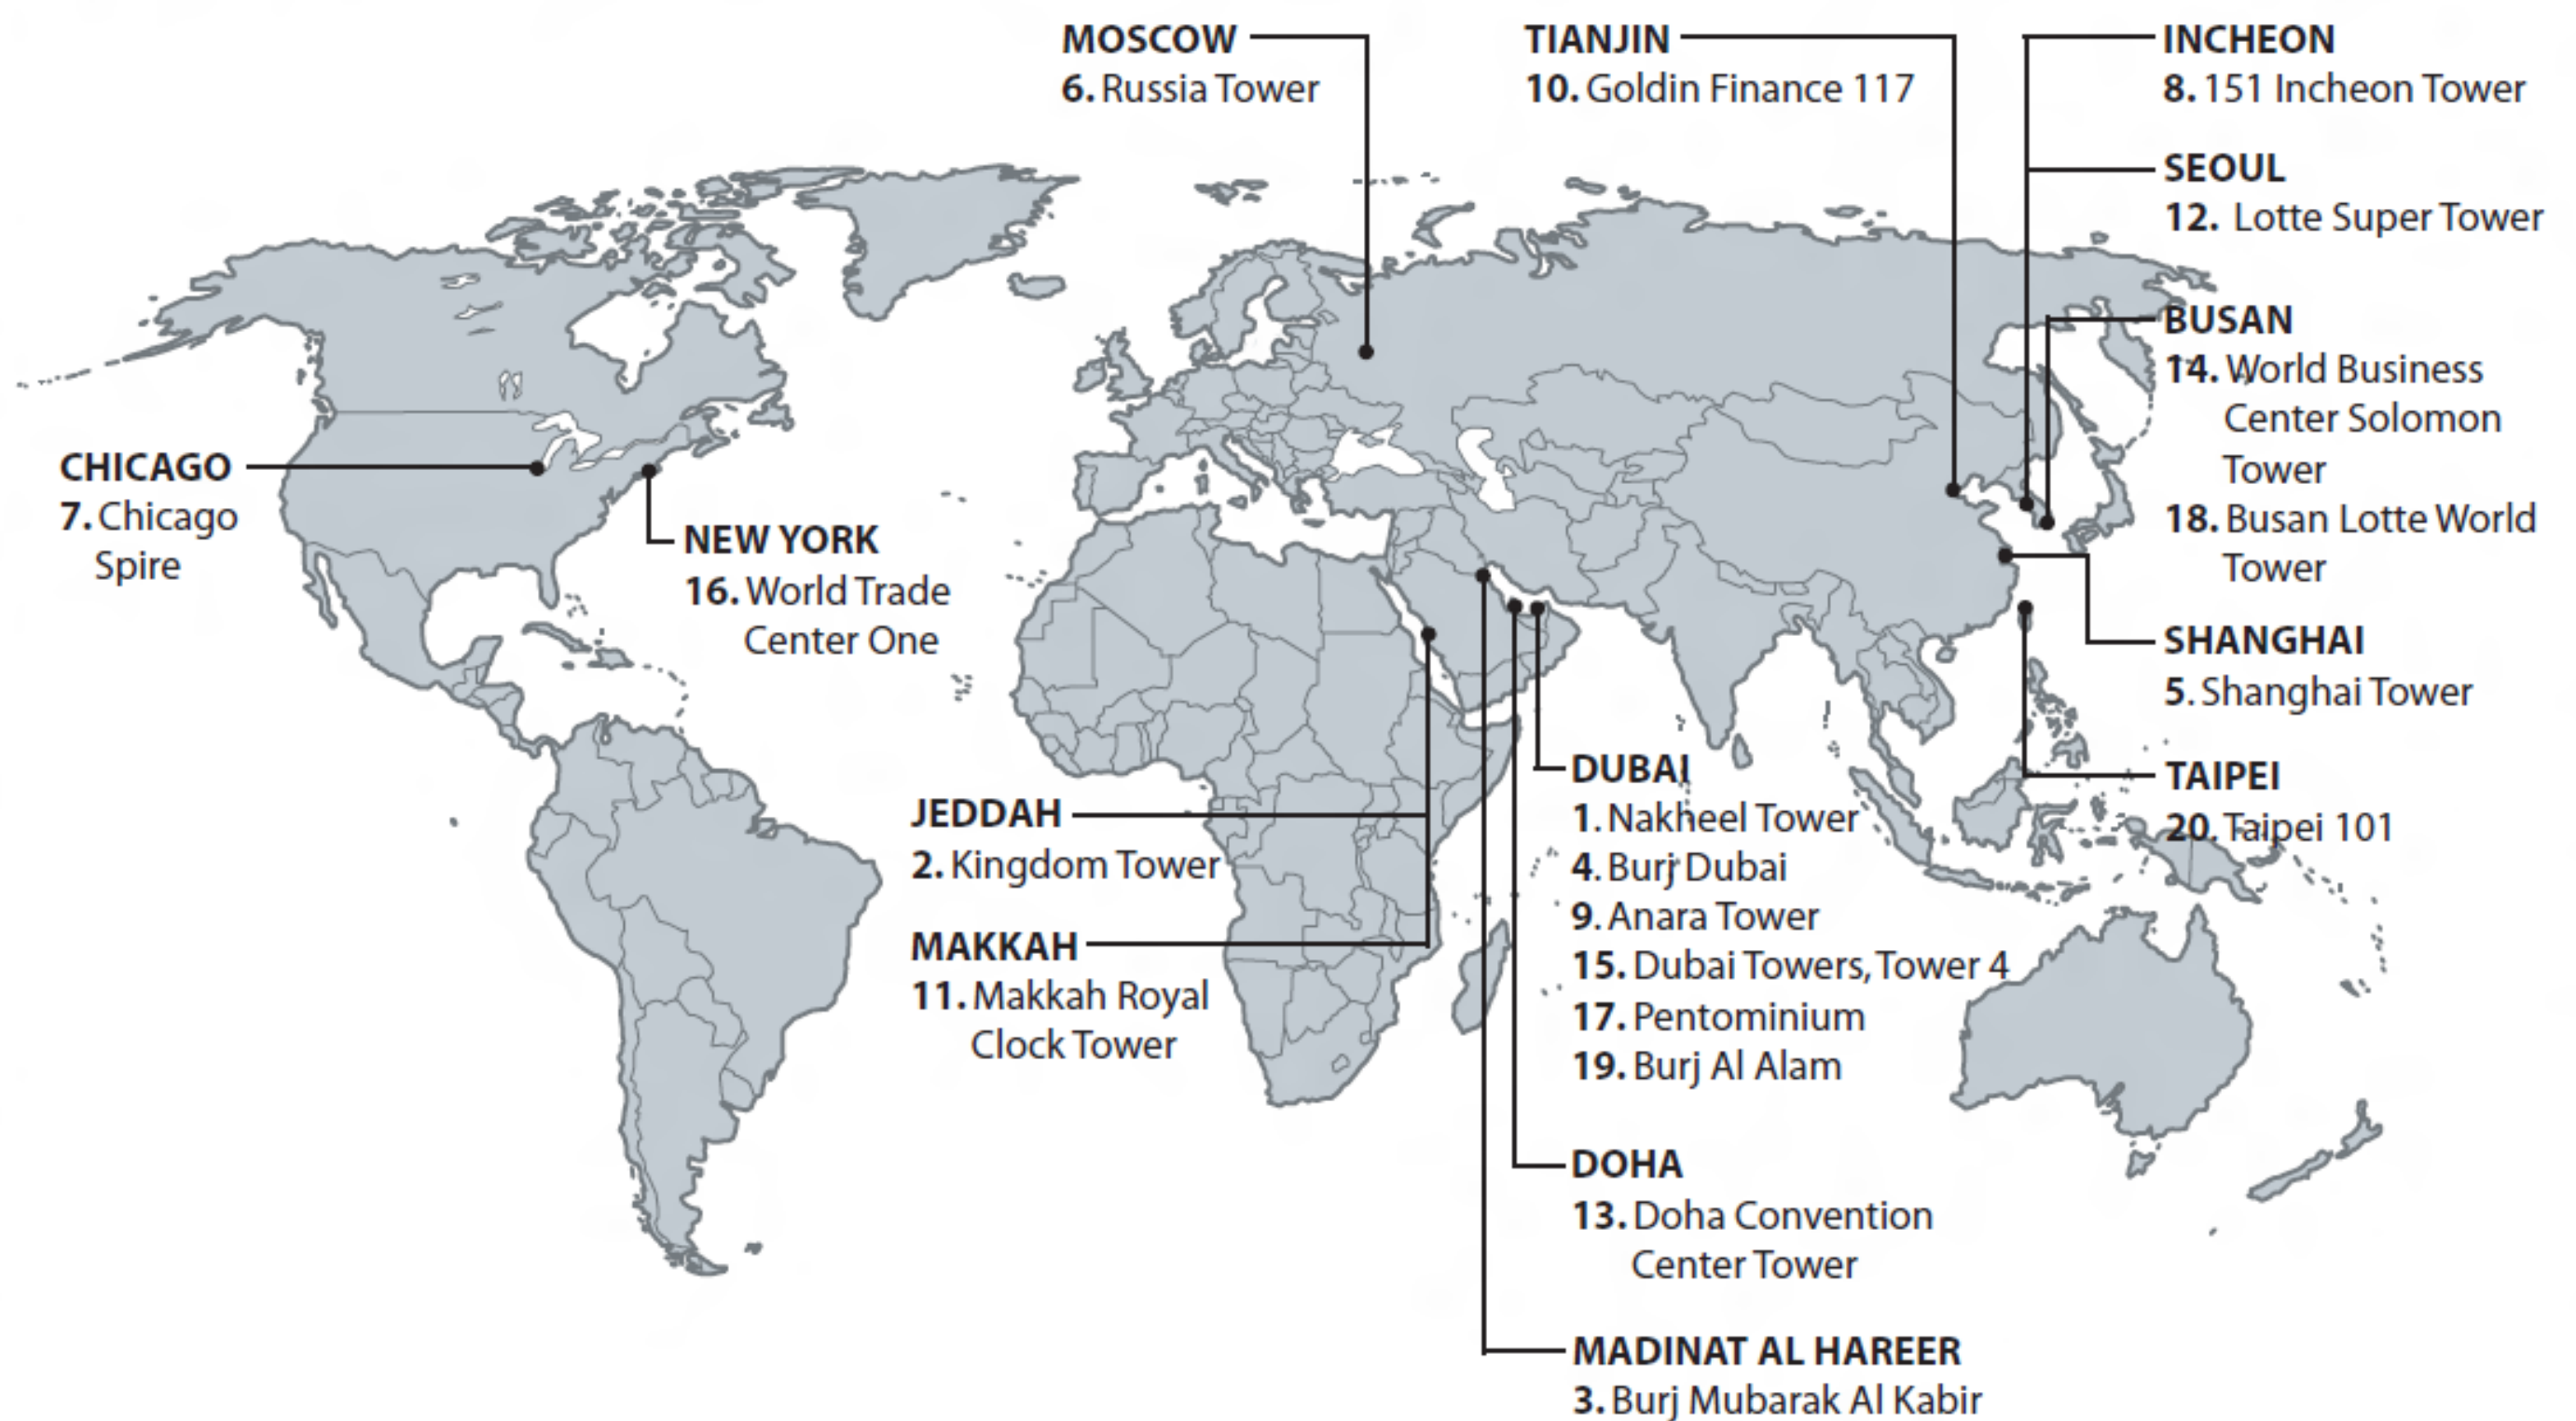 MOSCOW
6. Russia Tower
TIANJIN
10. Goldin Finance 117
INCHEON
8. 151 Incheon Tower
SEOUL
12. Lotte Super Tower
BUSAN
14. World Business
Center Solomon
Tower
18. Busan Lotte World
Tower
CHICAGO
7. Chicago
Spire
NEW YORK
16. World Trade
Center One
SHANGHAI
5. Shanghai Tower
TAIPEI
20. Taipei 101
JEDDAH
2. Kingdom Tower
MAKKAH
11. Makkah Royal
Clock Tower
DUBAI
1. Nakheel Tower
4. Burj Dubai
9. Anara Tower
15. Dubai Towers, Tower 4
17. Pentominium
19. Burj Al Alam
DOHA
13. Doha Convention
Center Tower
MADINAT AL HAREER
3. Burj Mubarak Al Kabir